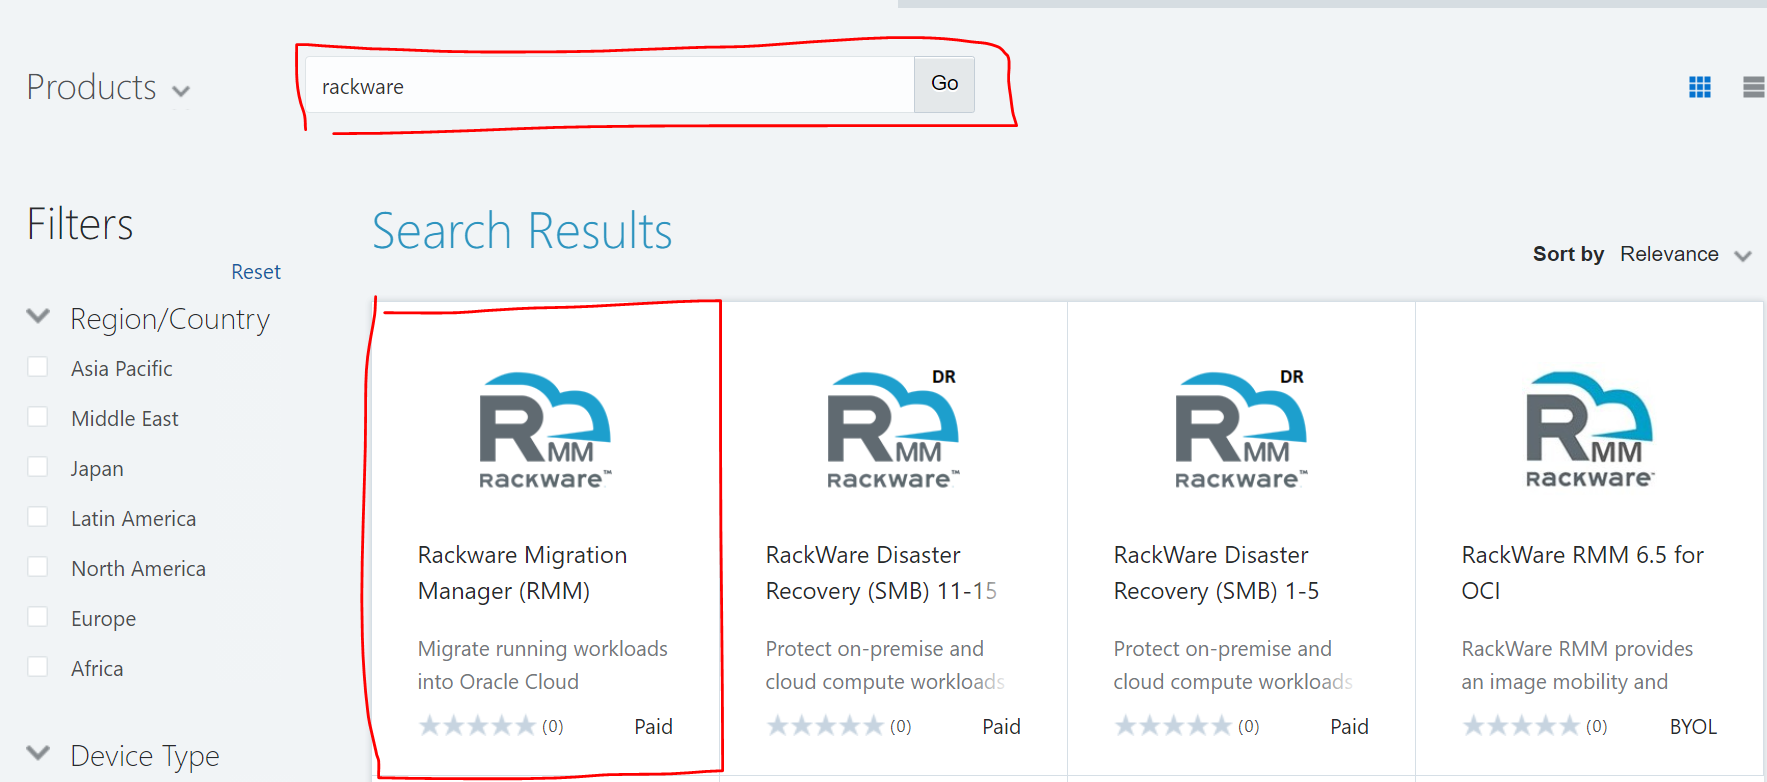 Products
rackware
Go
Filters
Reset
Search Results
Sort by Relevance
Region/Country
Asia Pacific
Middle East
Japan
Latin America
North America
Europe
Africa
Device Type
RMM
RACKWARE™
Rackware Migration
Manager (RMM)
Migrate running workloads
into Oracle Cloud
(0)
Paid
DR
RMM
RACKWARE™
RackWare Disaster
Recovery (SMB) 11-15
Protect on-premise and
cloud compute workloads
(0)
Paid
DR
RMM
RACKWARE™
RackWare Disaster
Recovery (SMB) 1-5
Protect on-premise and
cloud compute workloads
(0)
Paid
RMM
RACKWARE™
RackWare RMM 6.5 for
OCI
RackWare RMM provides
an image mobility and
(0)
BYOL